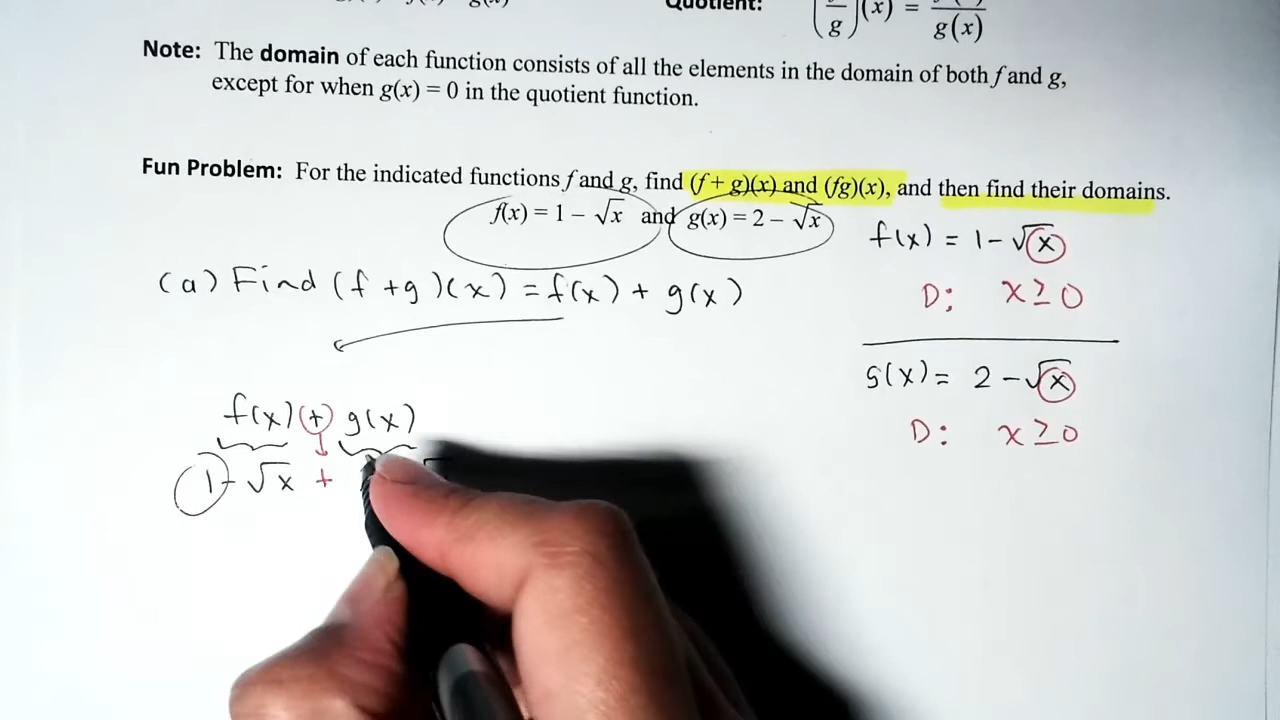 Quotient: (f/g)(x) = /g(x)
Note: The domain of each function consists of all the elements in the domain of both f and g,
except for when g(x) = 0 in the quotient function.
Fun Problem: For the indicated functions f and g, find (f + g)(x) and (fg)(x), and then find their domains.
f(x) = 1 – √x and g(x) = 2 – √x
f(x) = 1 - √x
(a) Find (f + g)(x) = f(x) + g(x)
D: x ≥ 0
g(x) = 2 - √x
D: x ≥ 0
f(x) + g(x)
1 - √x +